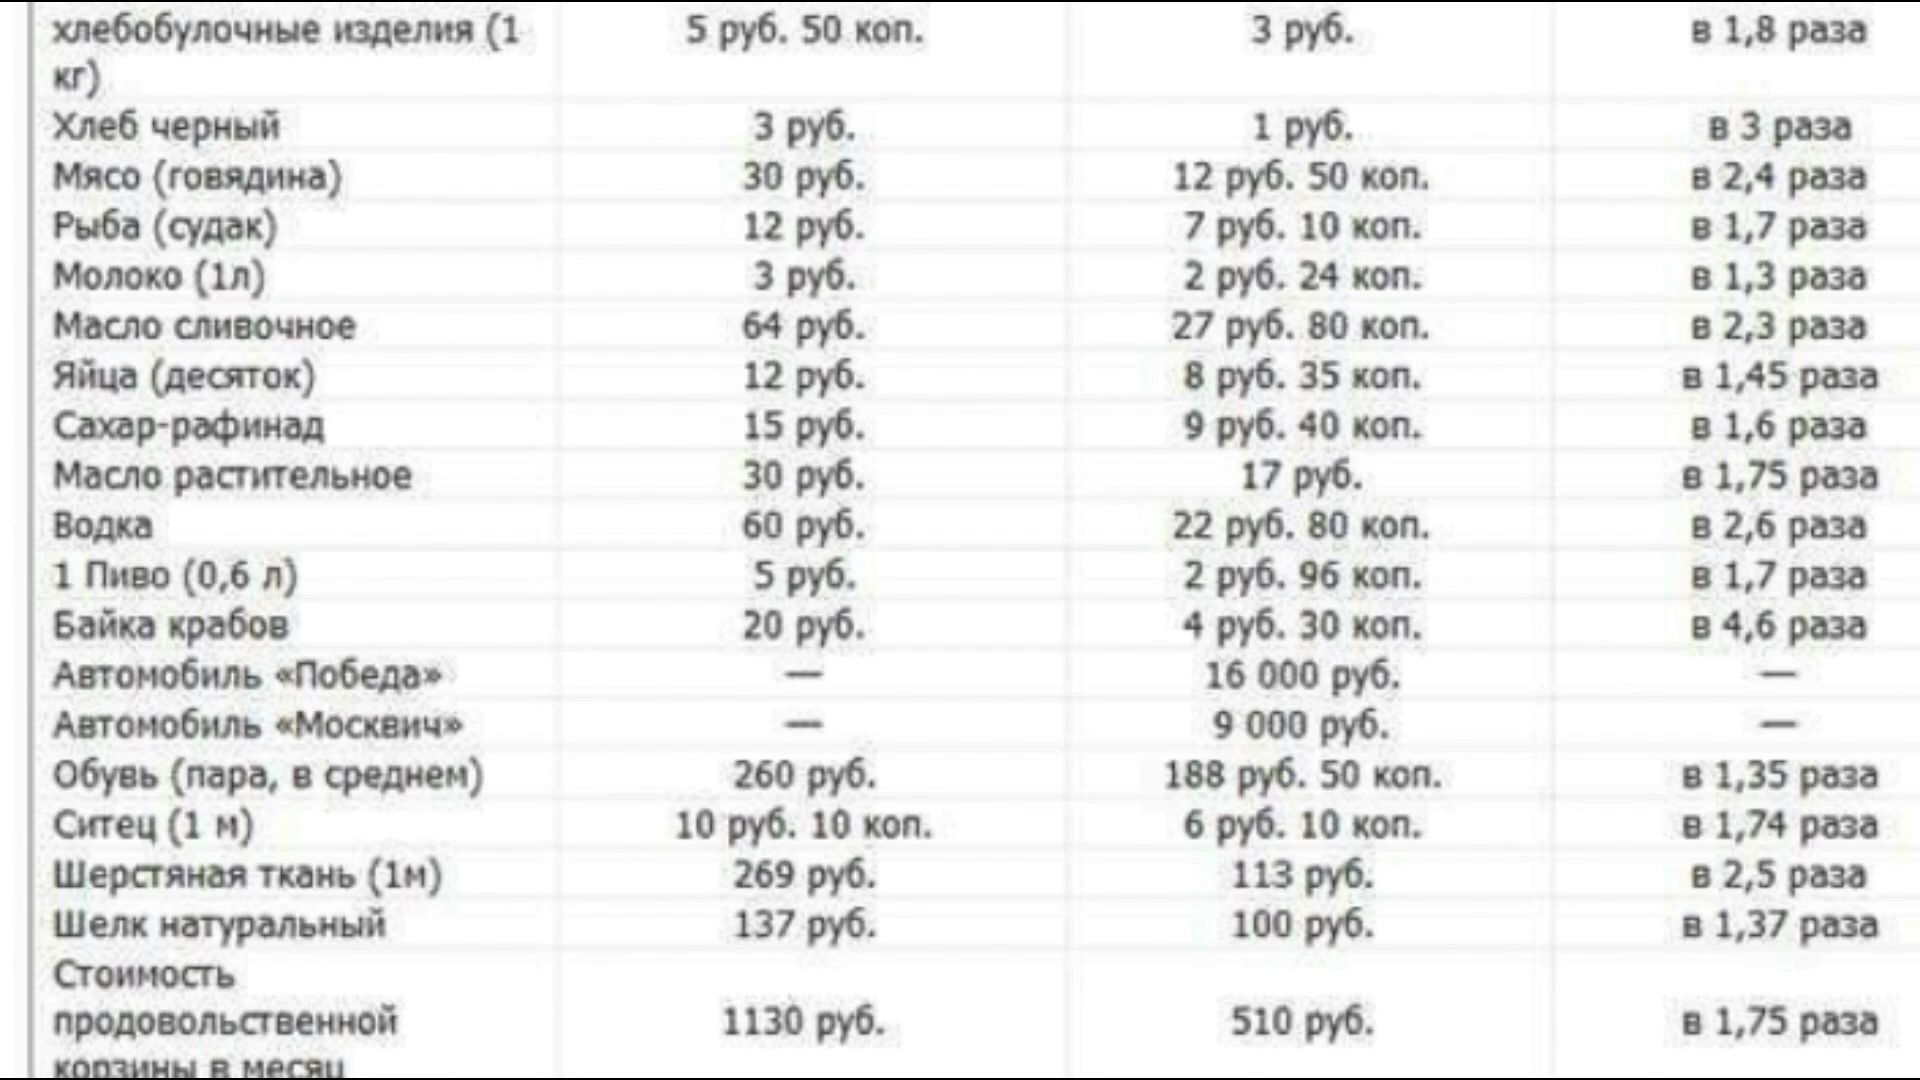 хлебобулочные изделия (1 5 руб. 50 коп. 3 руб. в 1,8 раза
кг)
Хлеб черный 3 руб. 1 руб. в 3 раза
Мясо (говядина) 30 руб. 12 руб. 50 коп. в 2,4 раза
Рыба (судак) 12 руб. 7 руб. 10 коп. в 1,7 раза
Молоко (1л) 3 руб. 2 руб. 24 коп. в 1,3 раза
Масло сливочное 64 руб. 27 руб. 80 коп. в 2,3 раза
Яйца (десяток) 12 руб. 8 руб. 35 коп. в 1,45 раза
Сахар-рафинад 15 руб. 9 руб. 40 коп. в 1,6 раза
Масло растительное 30 руб. 17 руб. в 1,75 раза
Водка 60 руб. 22 руб. 80 коп. в 2,6 раза
1 Пиво (0,6 л) 5 руб. 2 руб. 96 коп. в 1,7 раза
Байка крабов 20 руб. 4 руб. 30 коп. в 4,6 раза
Автомобиль «Победа» — 16 000 руб. —
Автомобиль «Москвич» — 9 000 руб. —
Обувь (пара, в среднем) 260 руб. 188 руб. 50 коп. в 1,35 раза
Ситец (1 м) 10 руб. 10 коп. 6 руб. 10 коп. в 1,74 раза
Шерстяная ткань (1м) 269 руб. 113 руб. в 2,5 раза
Шелк натуральный 137 руб. 100 руб. в 1,37 раза
Стоимость
продовольственной 1130 руб. 510 руб. в 1,75 раза
корзины в месяц